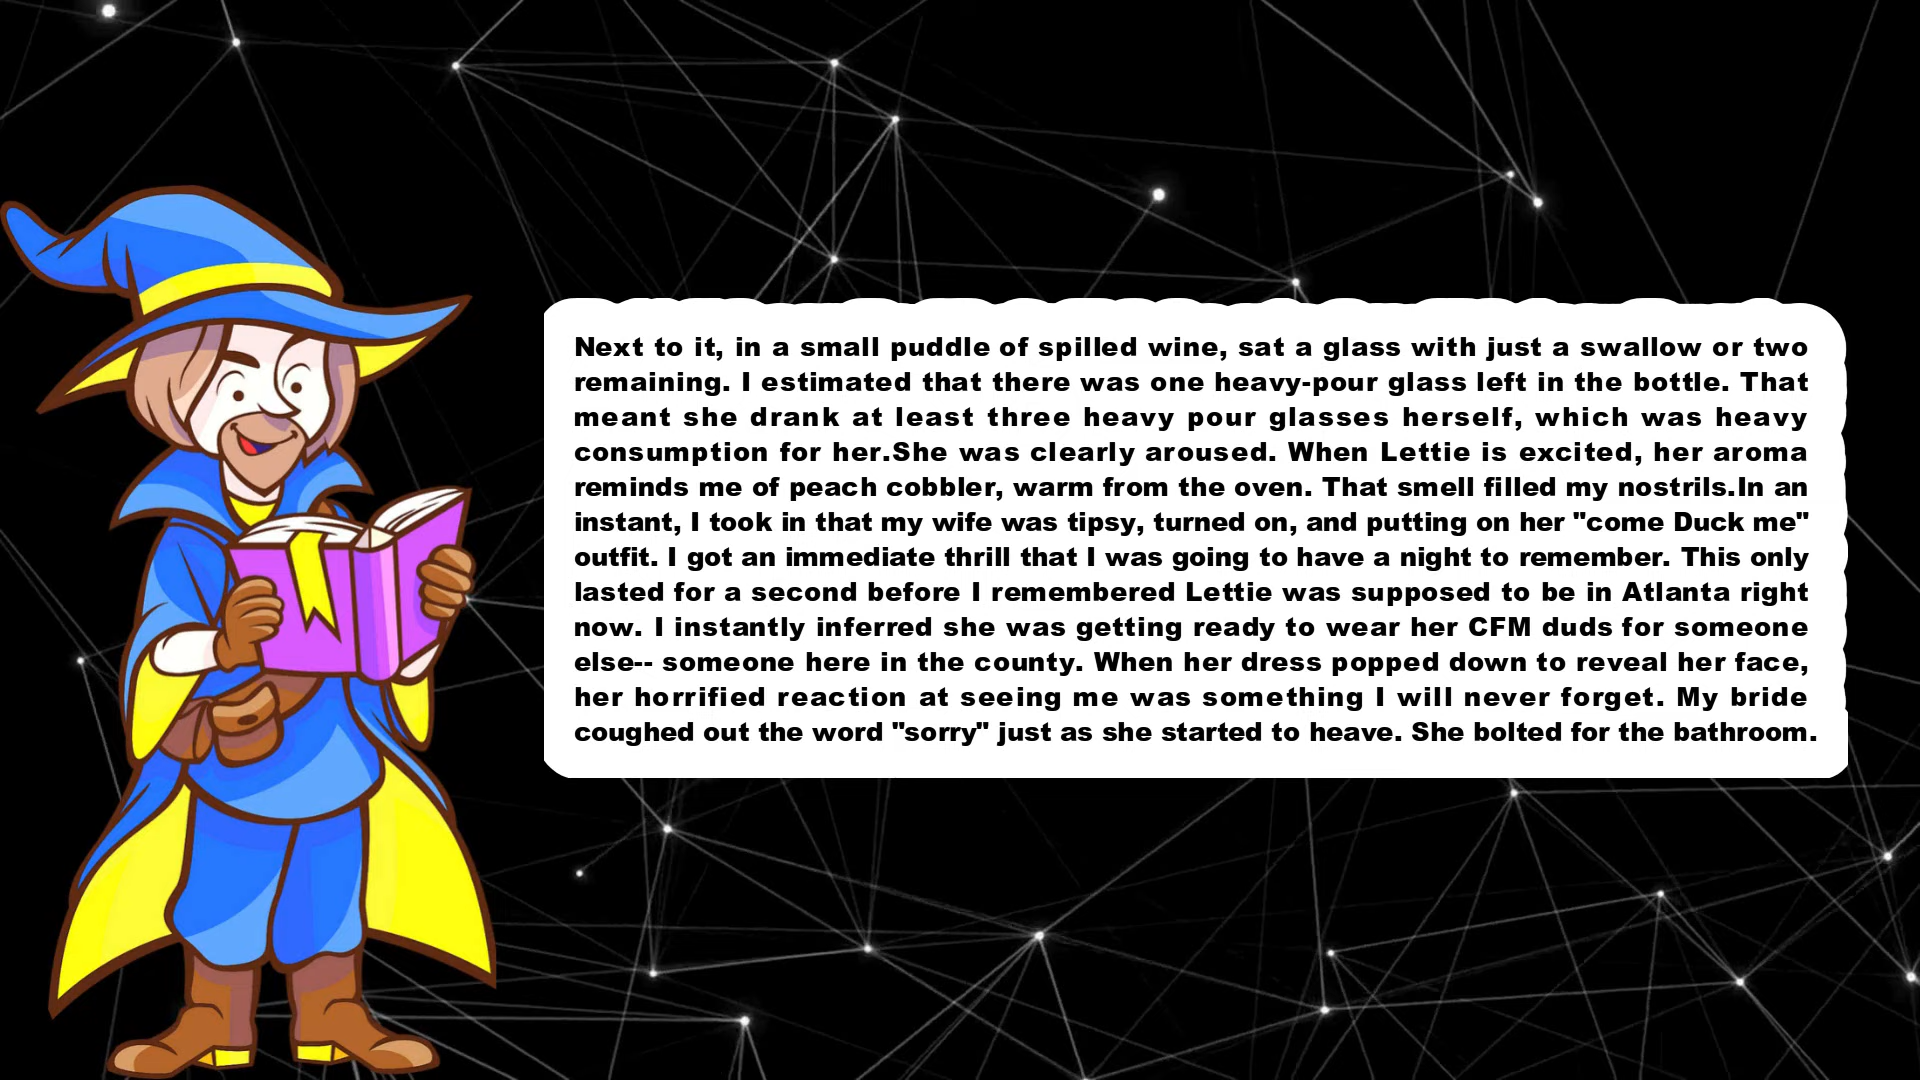 Next to it, in a small puddle of spilled wine, sat a glass with just a swallow or two
remaining. I estimated that there was one heavy-pour glass left in the bottle. That
meant she drank at least three heavy pour glasses herself, which was heavy
consumption for her.She was clearly aroused. When Lettie is excited, her aroma
reminds me of peach cobbler, warm from the oven. That smell filled my nostrils.In an
instant, I took in that my wife was tipsy, turned on, and putting on her "come Duck me"
outfit. I got an immediate thrill that I was going to have a night to remember. This only
lasted for a second before I remembered Lettie was supposed to be in Atlanta right
now. I instantly inferred she was getting ready to wear her CFM duds for someone
else-- someone here in the county. When her dress popped down to reveal her face,
her horrified reaction at seeing me was something I will never forget. My bride
coughed out the word "sorry" just as she started to heave. She bolted for the bathroom.